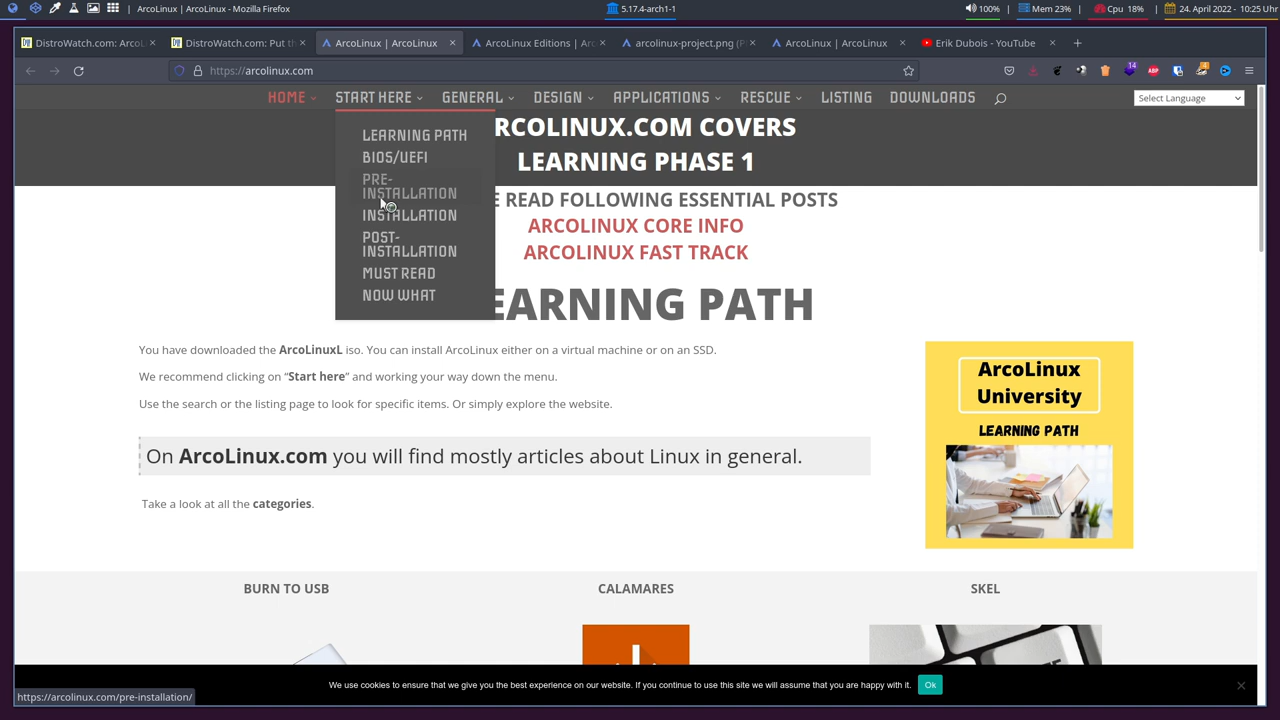 ArcoLinux | ArcoLinux - Mozilla Firefox
5.17.4-arch1-1
100%
Mem 23%
Cpu 18%
24. April 2022 - 10:25 Uhr
DistroWatch.com: ArcoL
DistroWatch.com: Put th
ArcoLinux | ArcoLinux
ArcoLinux Editions | Arc
arcolinux-project.png (P
ArcoLinux | ArcoLinux
Erik Dubois - YouTube
https://arcolinux.com
14
HOME
START HERE
GENERAL
DESIGN
APPLICATIONS
RESCUE
LISTING
DOWNLOADS
Select Language
LEARNING PATH
BIOS/UEFI
PRE-
INSTALLATION
INSTALLATION
POST-
INSTALLATION
MUST READ
NOW WHAT
RCOLINUX.COM COVERS
LEARNING PHASE 1
E READ FOLLOWING ESSENTIAL POSTS
ARCOLINUX CORE INFO
ARCOLINUX FAST TRACK
EARNING PATH
You have downloaded the ArcoLinuxL iso. You can install ArcoLinux either on a virtual machine or on an SSD.
We recommend clicking on “Start here” and working your way down the menu.
Use the search or the listing page to look for specific items. Or simply explore the website.
On ArcoLinux.com you will find mostly articles about Linux in general.
Take a look at all the categories.
ArcoLinux
University
LEARNING PATH
BURN TO USB
CALAMARES
SKEL
We use cookies to ensure that we give you the best experience on our website. If you continue to use this site we will assume that you are happy with it.
Ok
https://arcolinux.com/pre-installation/